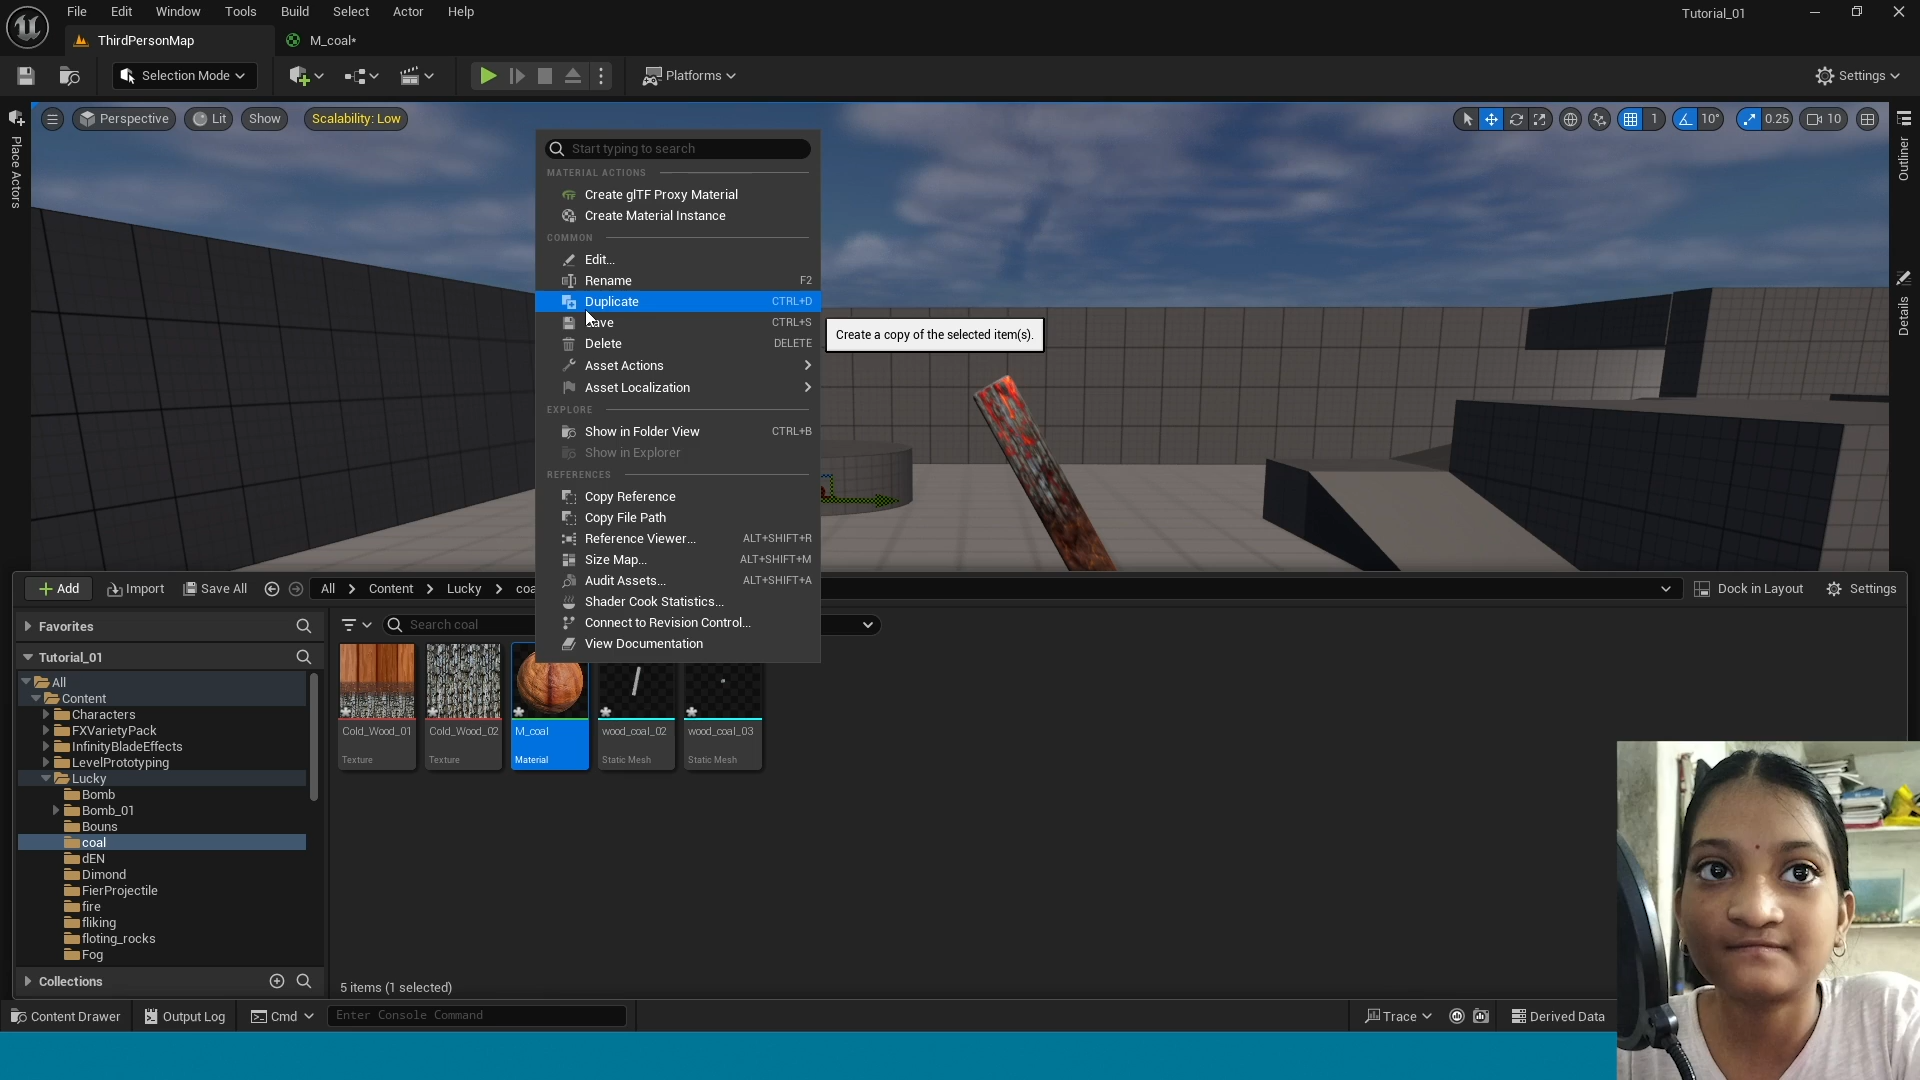 File Edit Window Tools Build Select Actor Help
Tutorial_01
ThirdPersonMap
M_coal*
Selection Mode
Platforms
Settings
Perspective
Lit
Show
Scalability: Low
1
10°
0.25
10
Place Actors
Outliner
Details
Start typing to search
MATERIAL ACTIONS
Create glTF Proxy Material
Create Material Instance
COMMON
Edit...
Rename F2
Duplicate CTRL+D
Save CTRL+S
Delete DELETE
Asset Actions
Asset Localization
EXPLORE
Show in Folder View CTRL+B
Show in Explorer
REFERENCES
Copy Reference
Copy File Path
Reference Viewer... ALT+SHIFT+R
Size Map... ALT+SHIFT+M
Audit Assets... ALT+SHIFT+A
Shader Cook Statistics...
Connect to Revision Control...
View Documentation
Create a copy of the selected item(s).
Add Import Save All All Content Lucky coa
Dock in Layout Settings
Favorites
Search coal
Tutorial_01
All
Content
Characters
FXVarietyPack
InfinityBladeEffects
LevelPrototyping
Lucky
Bomb
Bomb_01
Bouns
coal
dEN
Dimond
FierProjectile
fire
fliking
floting_rocks
Fog
Collections
Cold_Wood_01
Texture
Cold_Wood_02
Texture
M_coal
Material
wood_coal_02
Static Mesh
wood_coal_03
Static Mesh
5 items (1 selected)
Content Drawer Output Log Cmd Enter Console Command Trace Derived Data